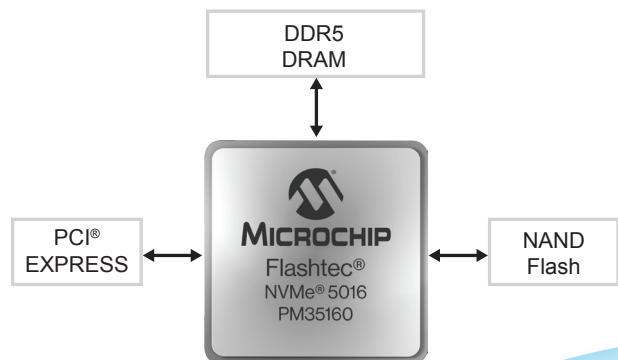 DDR5
DRAM
PCI®
EXPRESS
MICROCHIP
Flashtec®
NVMe® 5016
PM35160
NAND
Flash